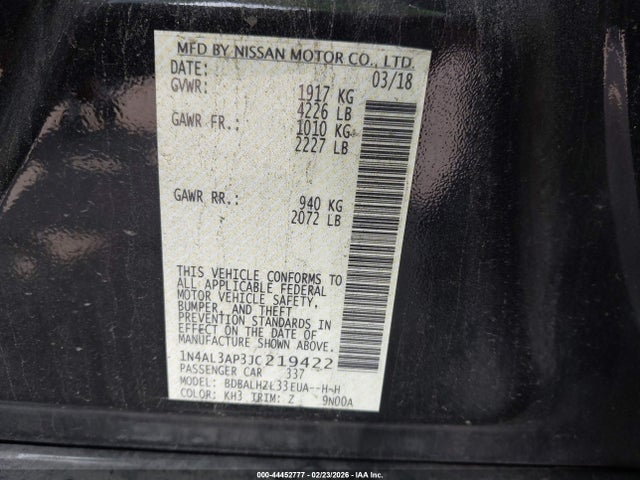 MFD BY NISSAN MOTOR CO., LTD.
DATE: 03/18
GVWR: 1917 KG
4226 LB
GAWR FR.: 1010 KG
2227 LB
GAWR RR.: 940 KG
2072 LB
THIS VEHICLE CONFORMS TO
ALL APPLICABLE FEDERAL
MOTOR VEHICLE SAFETY,
BUMPER, AND THEFT
PREVENTION STANDARDS IN
EFFECT ON THE DATE OF
MANUFACTURE SHOWN ABOVE.
1N4AL3AP3JC219422
PASSENGER CAR 337
MODEL: BDBALHZL33EUA--H-H
COLOR: KH3 TRIM: Z 9N00A
000-44452777 - 02/23/2026 - IAA Inc.